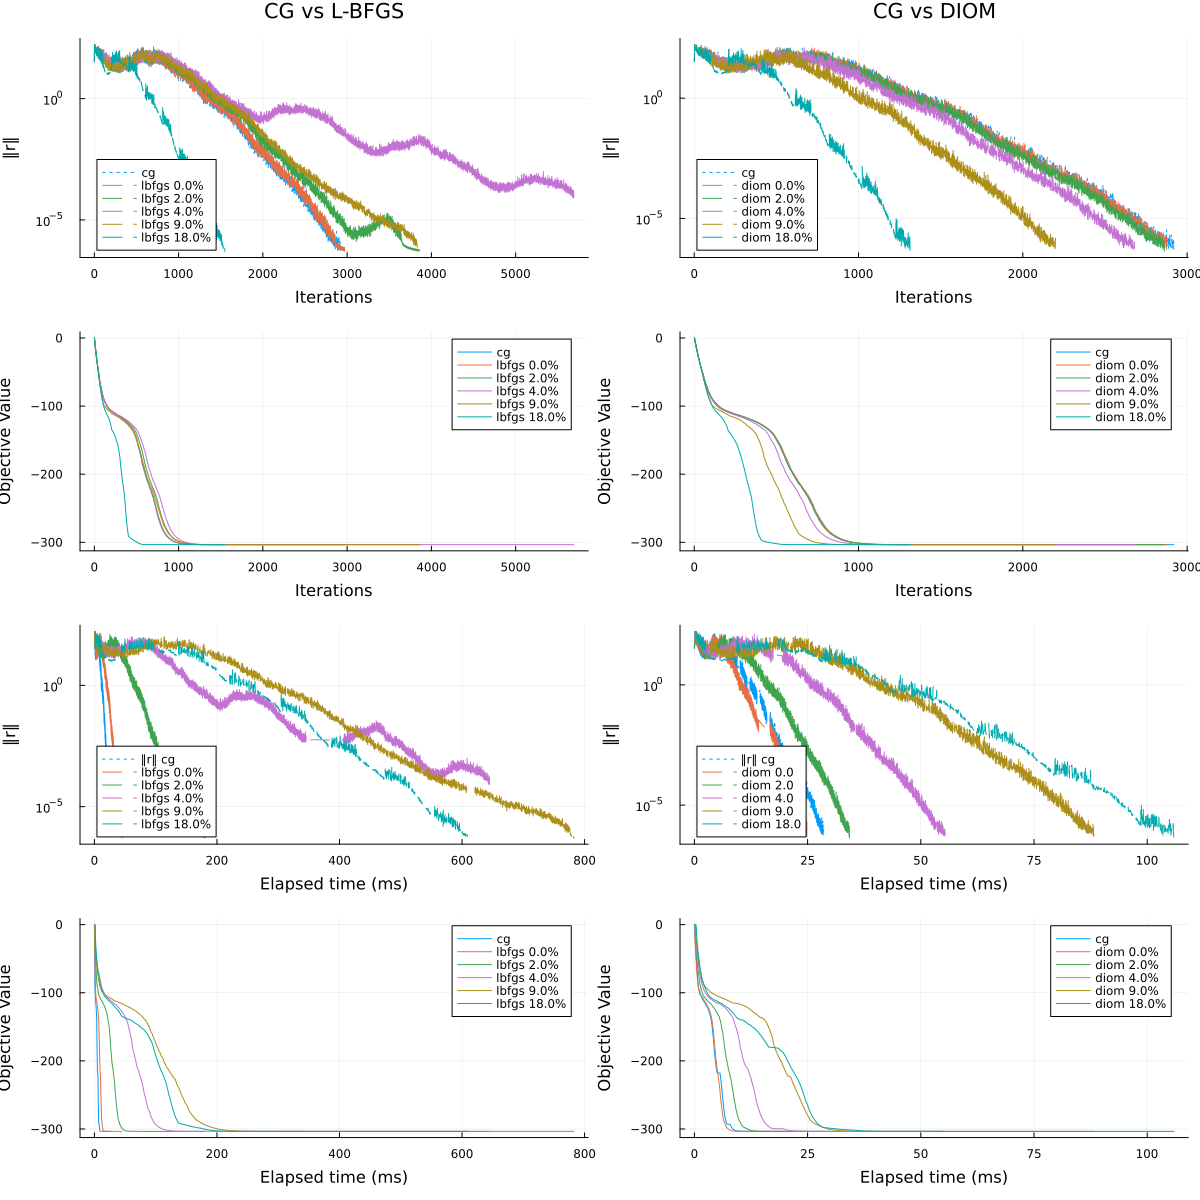 CG vs L-BFGS
CG vs DIOM
10⁰
10⁻⁵
‖r‖
cg
lbfgs 0.0%
lbfgs 2.0%
lbfgs 4.0%
lbfgs 9.0%
lbfgs 18.0%
0 1000 2000 3000 4000 5000
Iterations
10⁰
10⁻⁵
‖r‖
cg
diom 0.0%
diom 2.0%
diom 4.0%
diom 9.0%
diom 18.0%
0 1000 2000 3000
Iterations
0
−100
−200
−300
Objective Value
cg
lbfgs 0.0%
lbfgs 2.0%
lbfgs 4.0%
lbfgs 9.0%
lbfgs 18.0%
0 1000 2000 3000 4000 5000
Iterations
0
−100
−200
−300
Objective Value
cg
diom 0.0%
diom 2.0%
diom 4.0%
diom 9.0%
diom 18.0%
0 1000 2000 3000
Iterations
10⁰
10⁻⁵
‖r‖
‖r‖ cg
lbfgs 0.0%
lbfgs 2.0%
lbfgs 4.0%
lbfgs 9.0%
lbfgs 18.0%
0 200 400 600 800
Elapsed time (ms)
10⁰
10⁻⁵
‖r‖
‖r‖ cg
diom 0.0
diom 2.0
diom 4.0
diom 9.0
diom 18.0
0 25 50 75 100
Elapsed time (ms)
0
−100
−200
−300
Objective Value
cg
lbfgs 0.0%
lbfgs 2.0%
lbfgs 4.0%
lbfgs 9.0%
lbfgs 18.0%
0 200 400 600 800
Elapsed time (ms)
0
−100
−200
−300
Objective Value
cg
diom 0.0%
diom 2.0%
diom 4.0%
diom 9.0%
diom 18.0%
0 25 50 75 100
Elapsed time (ms)